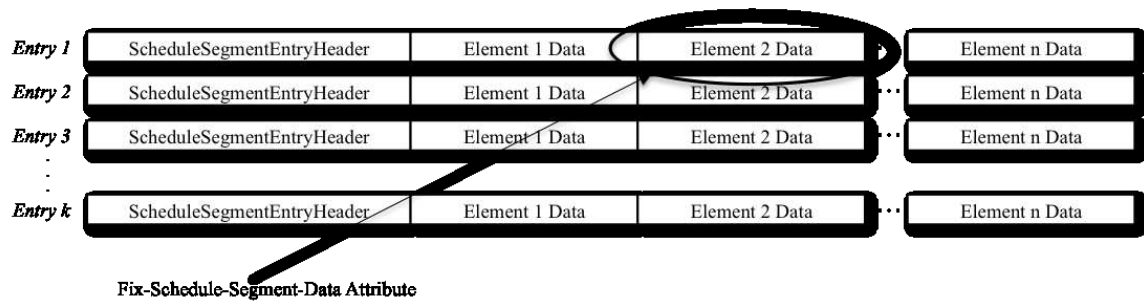 Entry 1 ScheduleSegmentEntryHeader Element 1 Data Element 2 Data Element n Data
Entry 2 ScheduleSegmentEntryHeader Element 1 Data Element 2 Data ... Element n Data
Entry 3 ScheduleSegmentEntryHeader Element 1 Data Element 2 Data ... Element n Data
Entry k ScheduleSegmentEntryHeader Element 1 Data Element 2 Data ... Element n Data
Fix-Schedule-Segment-Data Attribute